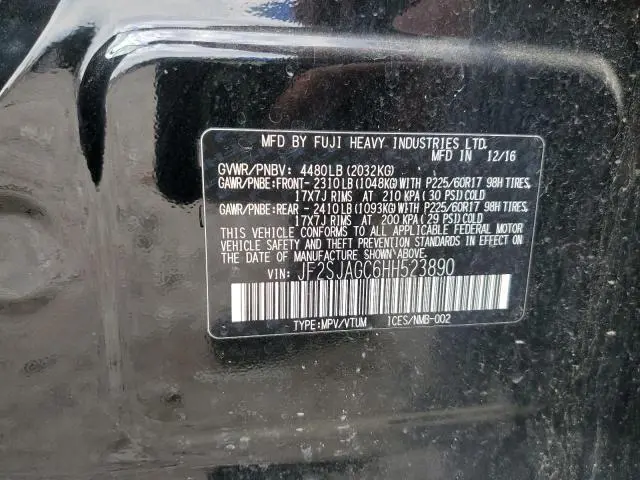 MFD BY FUJI HEAVY INDUSTRIES LTD.
MFD IN 12/16
GVWR/PNBV: 4480LB (2032KG)
GAWR/PNBE:FRONT- 2310LB (1048KG) WITH P225/60R17 98H TIRES,
17X7J RIMS AT 210 KPA (30 PSI) COLD
GAWR/PNBE:REAR - 2410LB (1093KG) WITH P225/60R17 98H TIRES,
17X7J RIMS AT 200 KPA (29 PSI) COLD
THIS VEHICLE CONFORMS TO ALL APPLICABLE FEDERAL MOTOR
VEHICLE SAFETY AND THEFT PREVENTION STANDARDS IN EFFECT ON
THE DATE OF MANUFACTURE SHOWN ABOVE.
VIN: JF2SJAGC6HH523890
TYPE:MPV/VTUM ICES/NMB-002